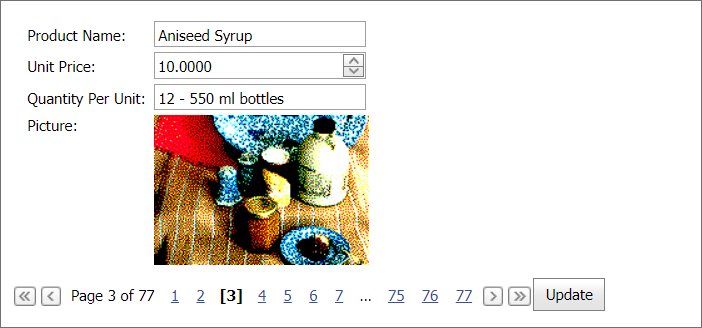 Product Name: Aniseed Syrup
Unit Price: 10.0000
Quantity Per Unit: 12 - 550 ml bottles
Picture:
Page 3 of 77 1 2 [3] 4 5 6 7 ... 75 76 77 Update